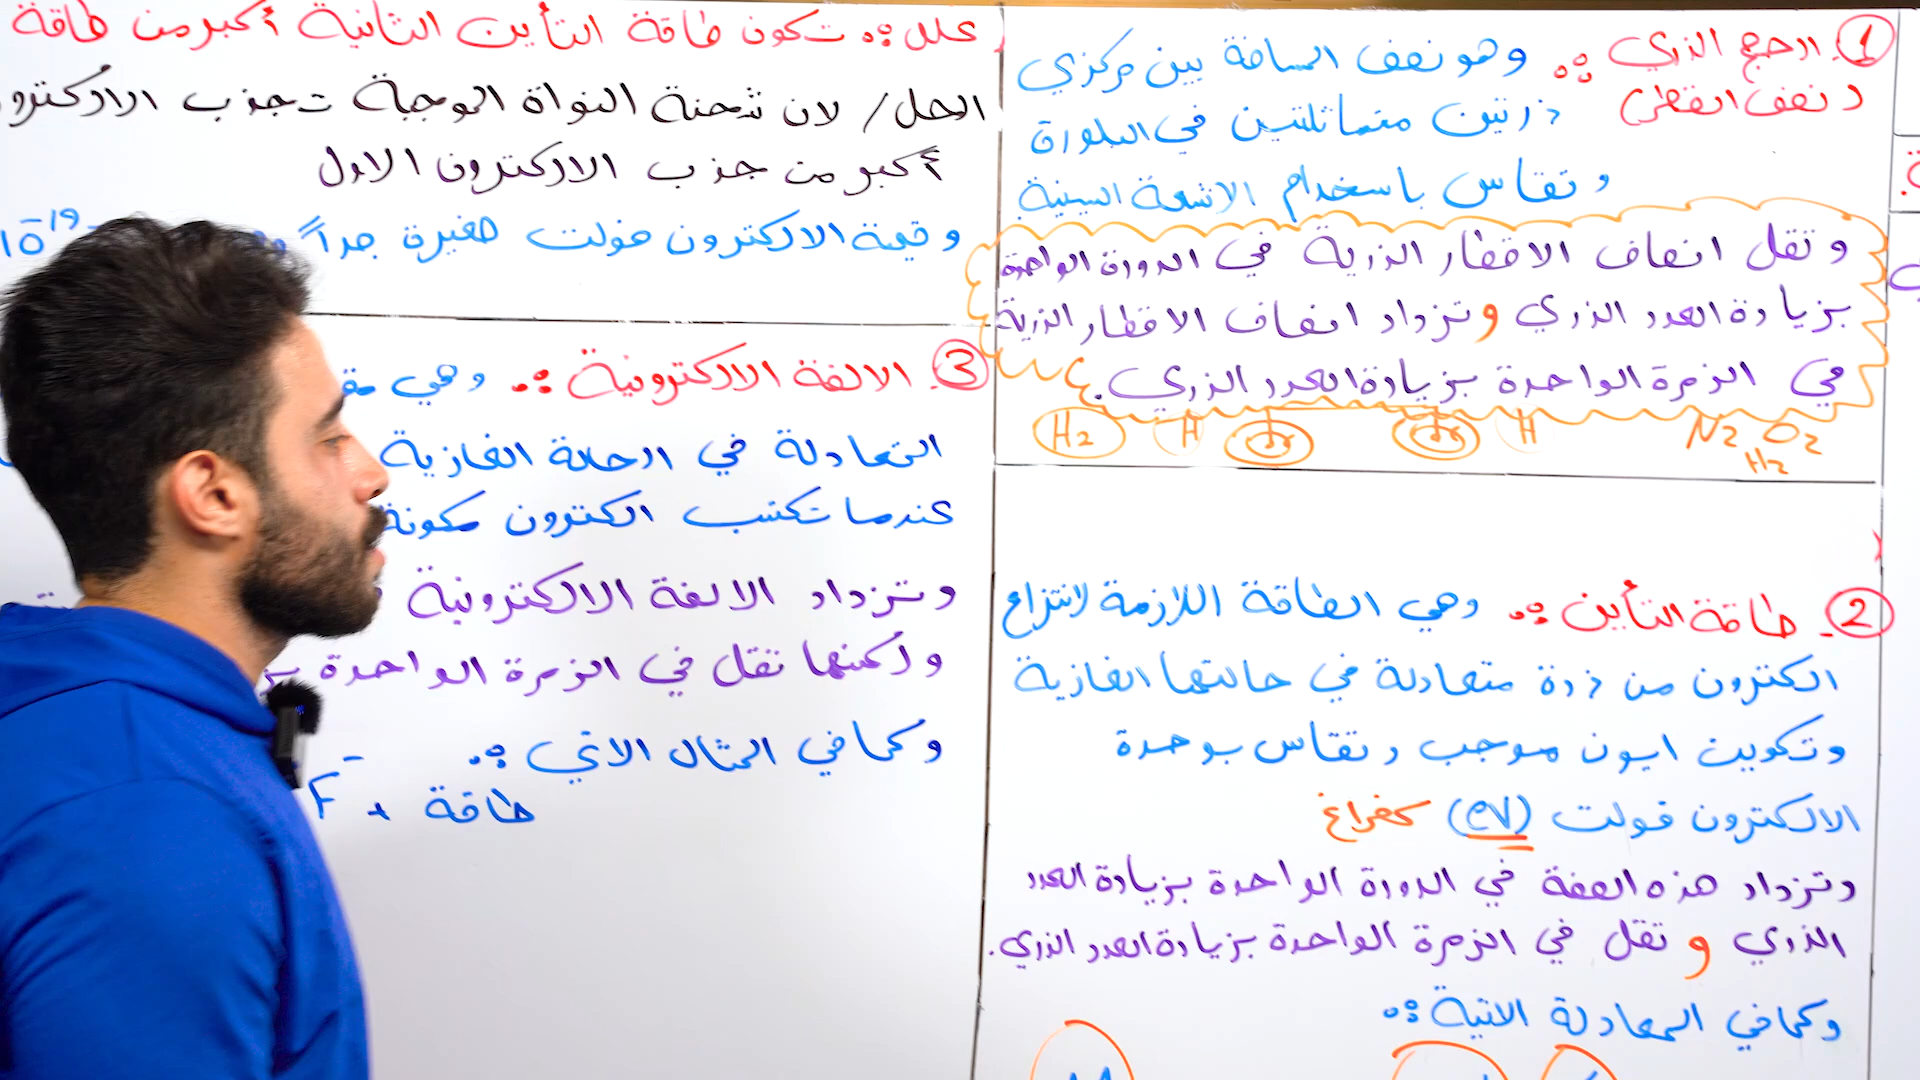 1. الحجم الذري :
( نصف القطر)
وهو نصف المسافة بين مركزي
ذرتين متماثلتين في البلورة
و تقاس باستخدام الاشعة السينية
و تقل انصاف الاقطار الذرية في الدورة الواحدة
بزيادة العدد الذري و تزداد انصاف الاقطار الذرية
في الزمرة الواحدة بزيادة العدد الذري.
H2 H H N2 O2
H2
2. طاقة التأين : وهي الطاقة اللازمة لانتزاع
الكترون من ذرة متعادلة في حالتها الغازية
وتكوين ايون موجب وتقاس بوحدة
الالكترون فولت (eV) كفراغ
وتزداد هذه الصفة في الدورة الواحدة بزيادة العدد
الذري و تقل في الزمرة الواحدة بزيادة العدد الذري.
وكما في المعادلة الاتية :
علل : تكون طاقة التأين الثانية أكبر من طاقة
الحل / لان شحنة النواة الموجبة تجذب
أكبر من جذب الالكترون الاول
و قيمة الالكترون فولت صغيرة جداً 10-19
3. الالفة الالكترونية : وهي
المتعادلة في الحالة الغازية
عندما تكتسب الكترون مكونة
وتزداد الالفة الالكترونية
ولكنها تقل في الزمرة الواحدة
وكما في المثال الاتي :
F- + طاقة